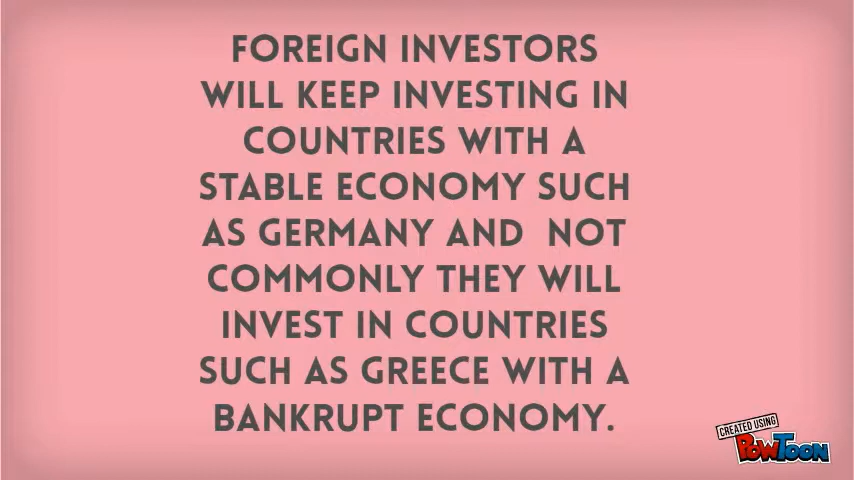 FOREIGN INVESTORS
WILL KEEP INVESTING IN
COUNTRIES WITH A
STABLE ECONOMY SUCH
AS GERMANY AND  NOT
COMMONLY THEY WILL
INVEST IN COUNTRIES
SUCH AS GREECE WITH A
BANKRUPT ECONOMY.
CREATED USING
POWTOON